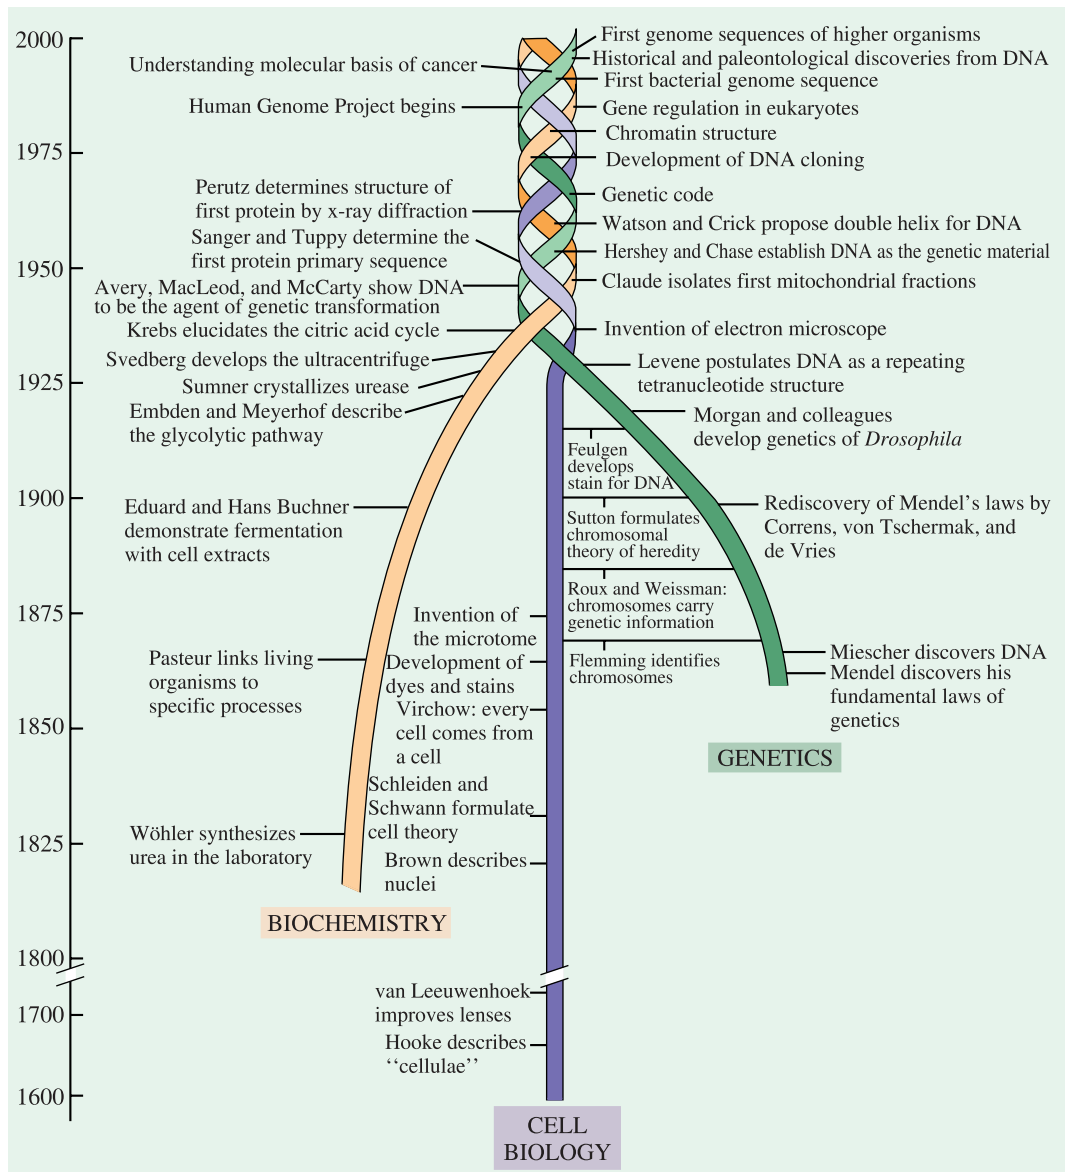 2000
1975
1950
1925
1900
1875
1850
1825
1800
1700
1600
Understanding molecular basis of cancer
Human Genome Project begins
Perutz determines structure of
first protein by x-ray diffraction
Sanger and Tuppy determine the
first protein primary sequence
Avery, MacLeod, and McCarty show DNA
to be the agent of genetic transformation
Krebs elucidates the citric acid cycle
Svedberg develops the ultracentrifuge
Sumner crystallizes urease
Embden and Meyerhof describe
the glycolytic pathway
Eduard and Hans Buchner
demonstrate fermentation
with cell extracts
Pasteur links living
organisms to
specific processes
Wöhler synthesizes
urea in the laboratory
BIOCHEMISTRY
First genome sequences of higher organisms
Historical and paleontological discoveries from DNA
First bacterial genome sequence
Gene regulation in eukaryotes
Chromatin structure
Development of DNA cloning
Genetic code
Watson and Crick propose double helix for DNA
Hershey and Chase establish DNA as the genetic material
Claude isolates first mitochondrial fractions
Invention of electron microscope
Levene postulates DNA as a repeating
tetranucleotide structure
Morgan and colleagues
develop genetics of Drosophila
Rediscovery of Mendel's laws by
Correns, von Tschermak, and
de Vries
Miescher discovers DNA
Mendel discovers his
fundamental laws of
genetics
GENETICS
Feulgen
develops
stain for DNA
Sutton formulates
chromosomal
theory of heredity
Roux and Weissman:
chromosomes carry
genetic information
Flemming identifies
chromosomes
Invention of
the microtome
Development of
dyes and stains
Virchow: every
cell comes from
a cell
Schleiden and
Schwann formulate
cell theory
Brown describes
nuclei
van Leeuwenhoek
improves lenses
Hooke describes
‘‘cellulae’’
CELL
BIOLOGY